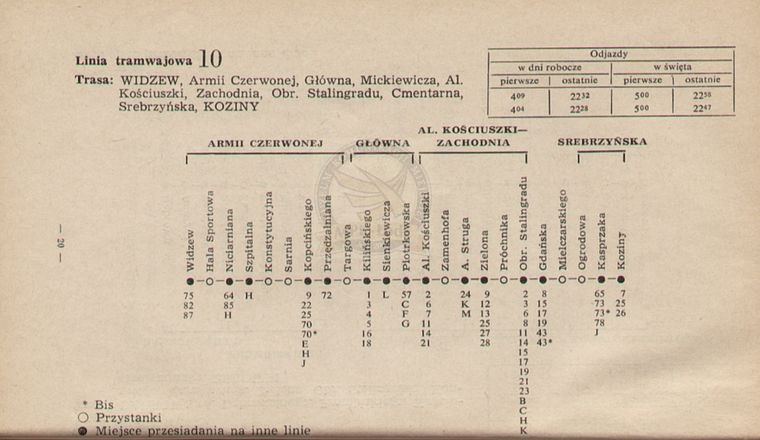 Linia tramwajowa 10
Trasa: WIDZEW, Armii Czerwonej, Główna, Mickiewicza, Al.
Kościuszki, Zachodnia, Obr. Stalingradu, Cmentarna,
Srebrzyńska, KOZINY
Odjazdy
w dni robocze w święta
pierwsze ostatnie pierwsze ostatnie
4⁰⁹ 22³² 5⁰⁰ 22⁵⁸
4⁰⁴ 22²⁸ 5⁰⁰ 22⁴⁷
AL. KOŚCIUSZKI—
ARMII CZERWONEJ GŁÓWNA ZACHODNIA SREBRZYŃSKA
Widzew
Hala Sportowa
Niciarniana
Szpitalna
Konstytucyjna
Sarnia
Kopcińskiego
Przędzalniana
Targowa
Kilińskiego
Sienkiewicza
Piotrkowska
Al. Kościuszki
Zamenhofa
A. Struga
Zielona
Próchnika
Obr. Stalingradu
Gdańska
Mielczarskiego
Ogrodowa
Kasprzaka
Koziny
75 64 H 9 72 1 L 57 2 24 9 2 8 65 7
82 85 22 3 C 6 K 12 3 15 73 25
87 H 25 4 F 7 M 13 6 17 73* 26
70 5 G 11 25 8 19 78
70* 16 14 27 11 43 J
E 18 21 28 14 43*
H 15
J 17
19
21
23
B
C
H
K
* Bis
○ Przystanki
● Miejsce przesiadania na inne linie
— 20 —